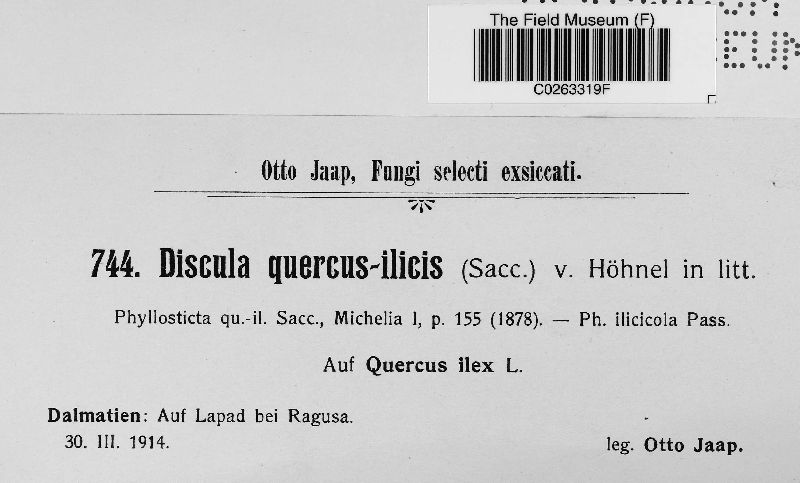 The Field Museum (F)
C0263319F
Otto Jaap, Fungi selecti exsiccati.
744. Discula quercus-ilicis (Sacc.) v. Höhnel in litt.
Phyllosticta qu.-il. Sacc., Michelia I, p. 155 (1878). — Ph. ilicicola Pass.
Auf Quercus ilex L.
Dalmatien: Auf Lapad bei Ragusa.
30. III. 1914.
leg. Otto Jaap.